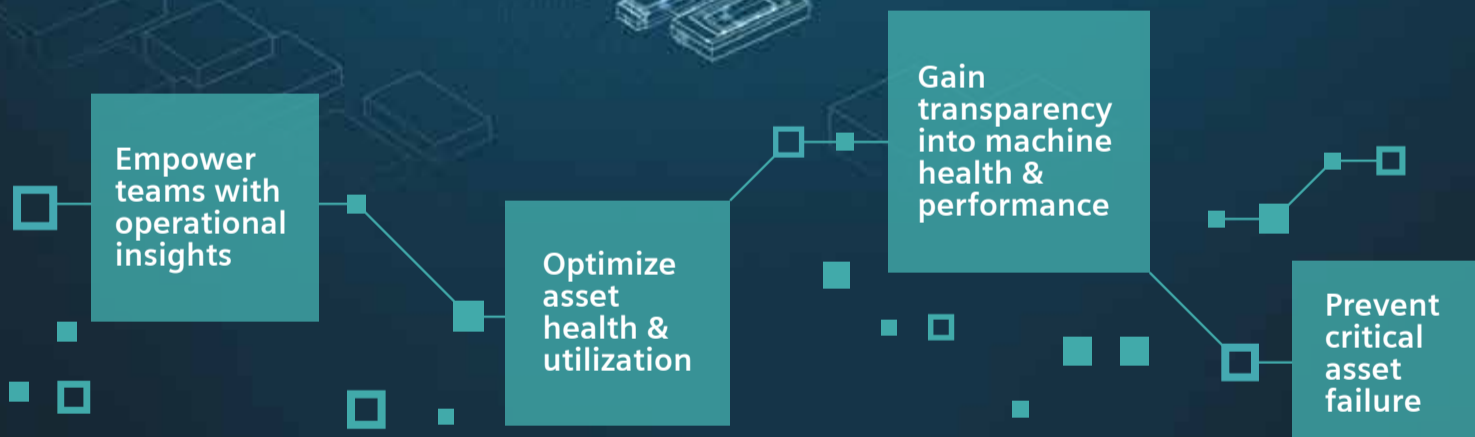 Empower
teams with
operational
insights
Optimize
asset
health &
utilization
Gain
transparency
into machine
health &
performance
Prevent
critical
asset
failure